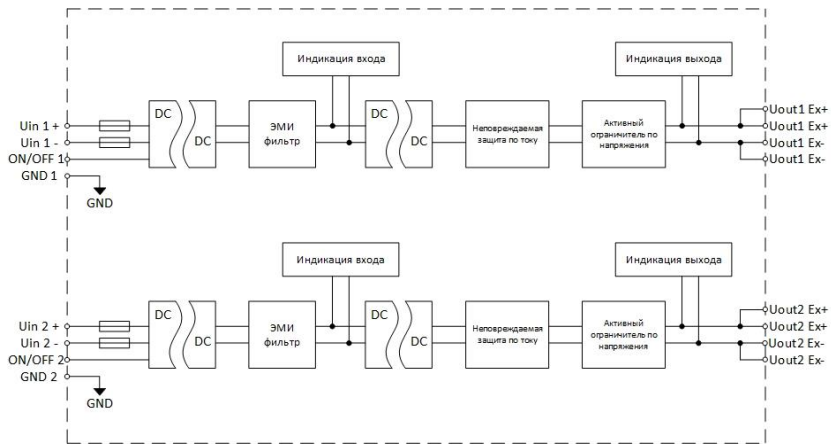 Индикация входа
Индикация выхода
Uin 1 +
Uin 1 -
ON/OFF 1
GND 1
GND
DC
DC
ЭМИ
фильтр
DC
DC
Неповреждаемая
защита по току
Активный
ограничитель по
напряжения
Uout1 Ex+
Uout1 Ex+
Uout1 Ex-
Uout1 Ex-
Индикация входа
Индикация выхода
Uin 2 +
Uin 2 -
ON/OFF 2
GND 2
GND
DC
DC
ЭМИ
фильтр
DC
DC
Неповреждаемая
защита по току
Активный
ограничитель по
напряжения
Uout2 Ex+
Uout2 Ex+
Uout2 Ex-
Uout2 Ex-